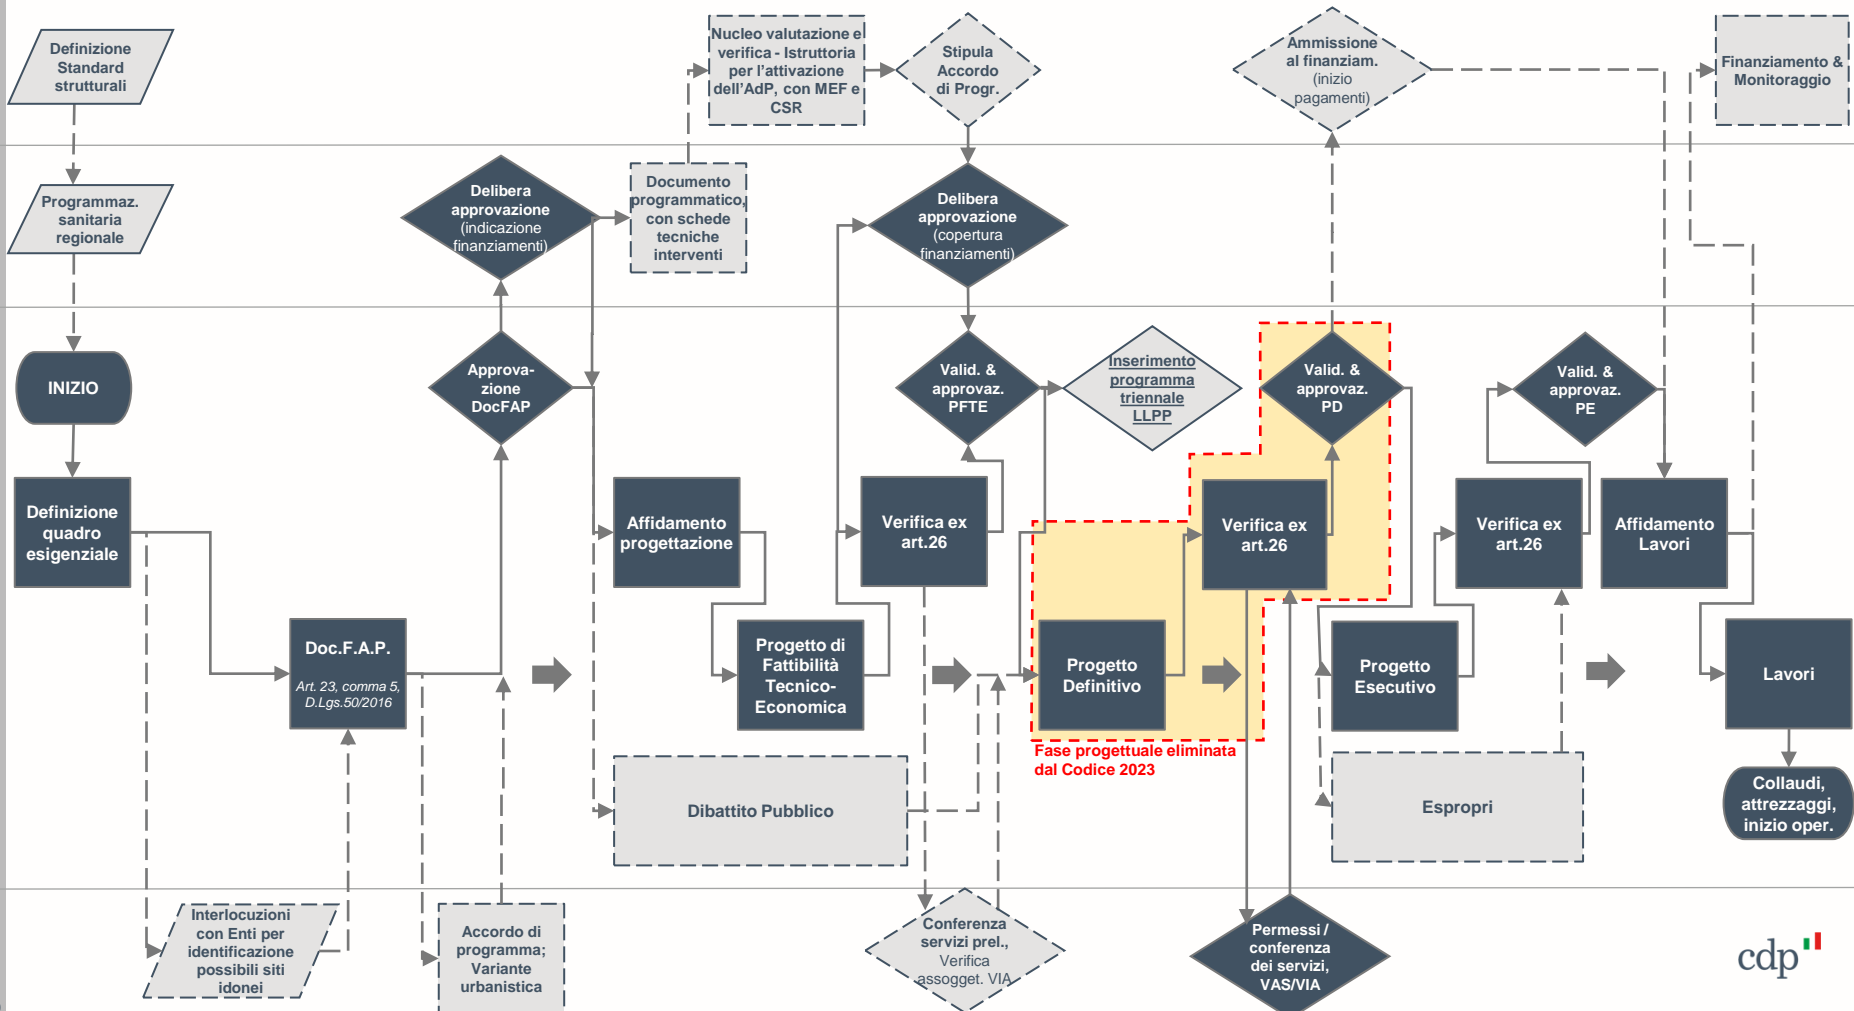 Definizione
Standard
strutturali
Nucleo valutazione e
verifica - Istruttoria
per l'attivazione
dell'AdP, con MEF e
CSR
Stipula
Accordo
di Progr.
Ammissione
al finanziam.
(inizio
pagamenti)
Finanziamento &
Monitoraggio
Programmaz.
sanitaria
regionale
Delibera
approvazione
(indicazione
finanziamenti)
Documento
programmatico,
con schede
tecniche
interventi
Delibera
approvazione
(copertura
finanziamenti)
INIZIO
Approva-
zione
DocFAP
Valid. &
approvaz.
PFTE
Inserimento
programma
triennale
LLPP
Valid. &
approvaz.
PD
Valid. &
approvaz.
PE
Definizione
quadro
esigenziale
Affidamento
progettazione
Verifica ex
art.26
Verifica ex
art.26
Verifica ex
art.26
Affidamento
Lavori
Doc.F.A.P.
Art. 23, comma 5,
D.Lgs.50/2016
Progetto di
Fattibilità
Tecnico-
Economica
Progetto
Definitivo
Progetto
Esecutivo
Lavori
Fase progettuale eliminata
dal Codice 2023
Dibattito Pubblico
Espropri
Collaudi,
attrezzaggi,
inizio oper.
Interlocuzioni
con Enti per
identificazione
possibili siti
idonei
Accordo di
programma;
Variante
urbanistica
Conferenza
servizi prel.,
Verifica
assogget. VIA
Permessi /
conferenza
dei servizi,
VAS/VIA
cdp